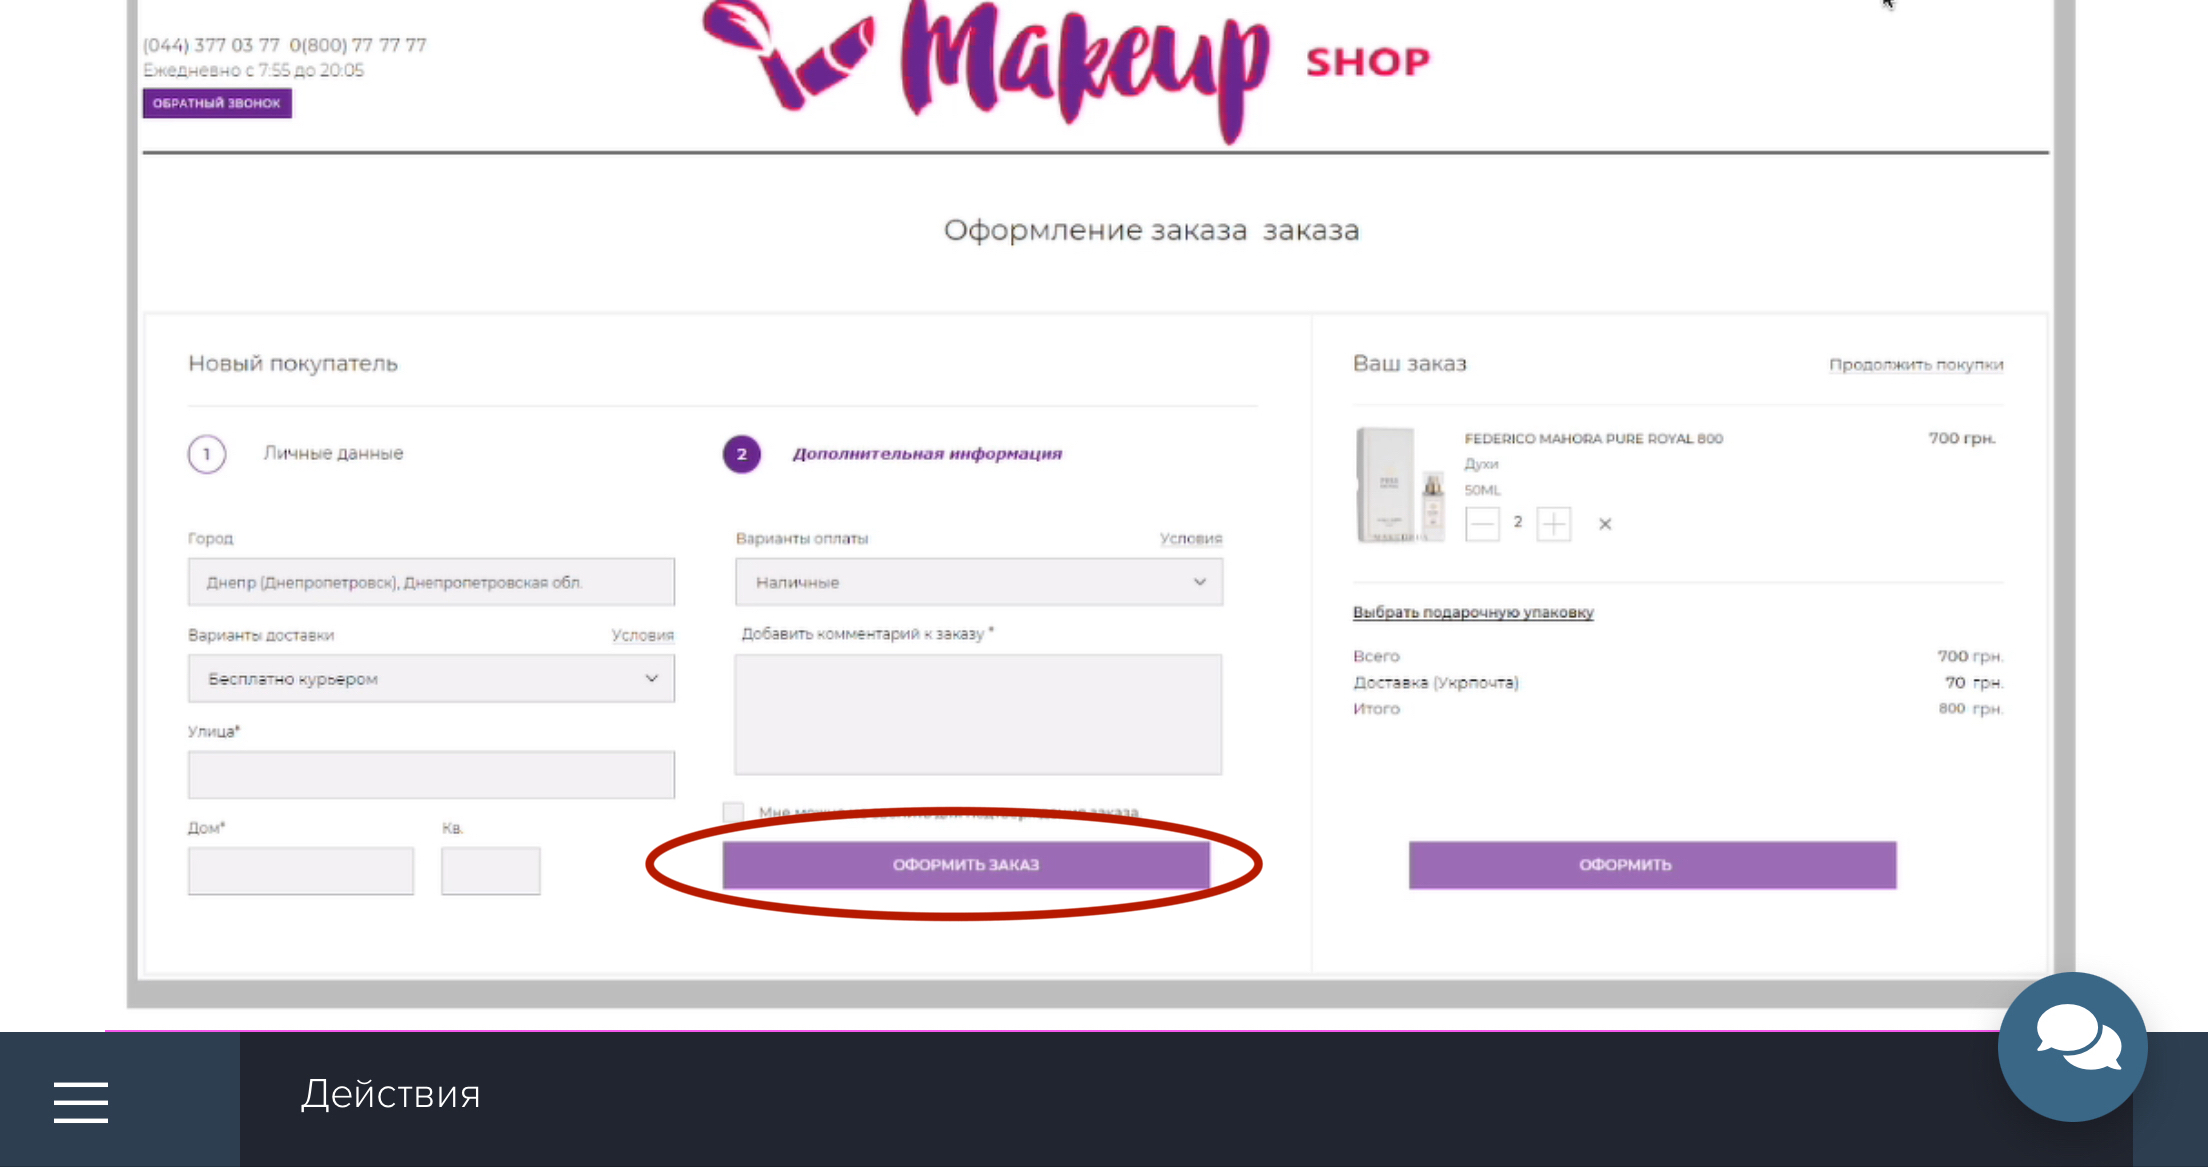 (044) 377 03 77 0(800) 77 77 77
Ежедневно с 7:55 до 20:05
ОБРАТНЫЙ ЗВОНОК
Makeup SHOP
Оформление заказа заказа
Новый покупатель
1 Личные данные
2 Дополнительная информация
Город
Днепр (Днепропетровск), Днепропетровская обл.
Варианты доставки Условия
Бесплатно курьером
Улица*
Дом* Кв.
Варианты оплаты Условия
Наличные
Добавить комментарий к заказу *
Мне заказа
ОФОРМИТЬ ЗАКАЗ
Ваш заказ Продолжить покупки
FEDERICO MAHORA PURE ROYAL 800 700 грн.
Духи
50ML
2
Выбрать подарочную упаковку
Всего 700 грн.
Доставка (Укрпочта) 70 грн.
Итого 800 грн.
ОФОРМИТЬ
Действия